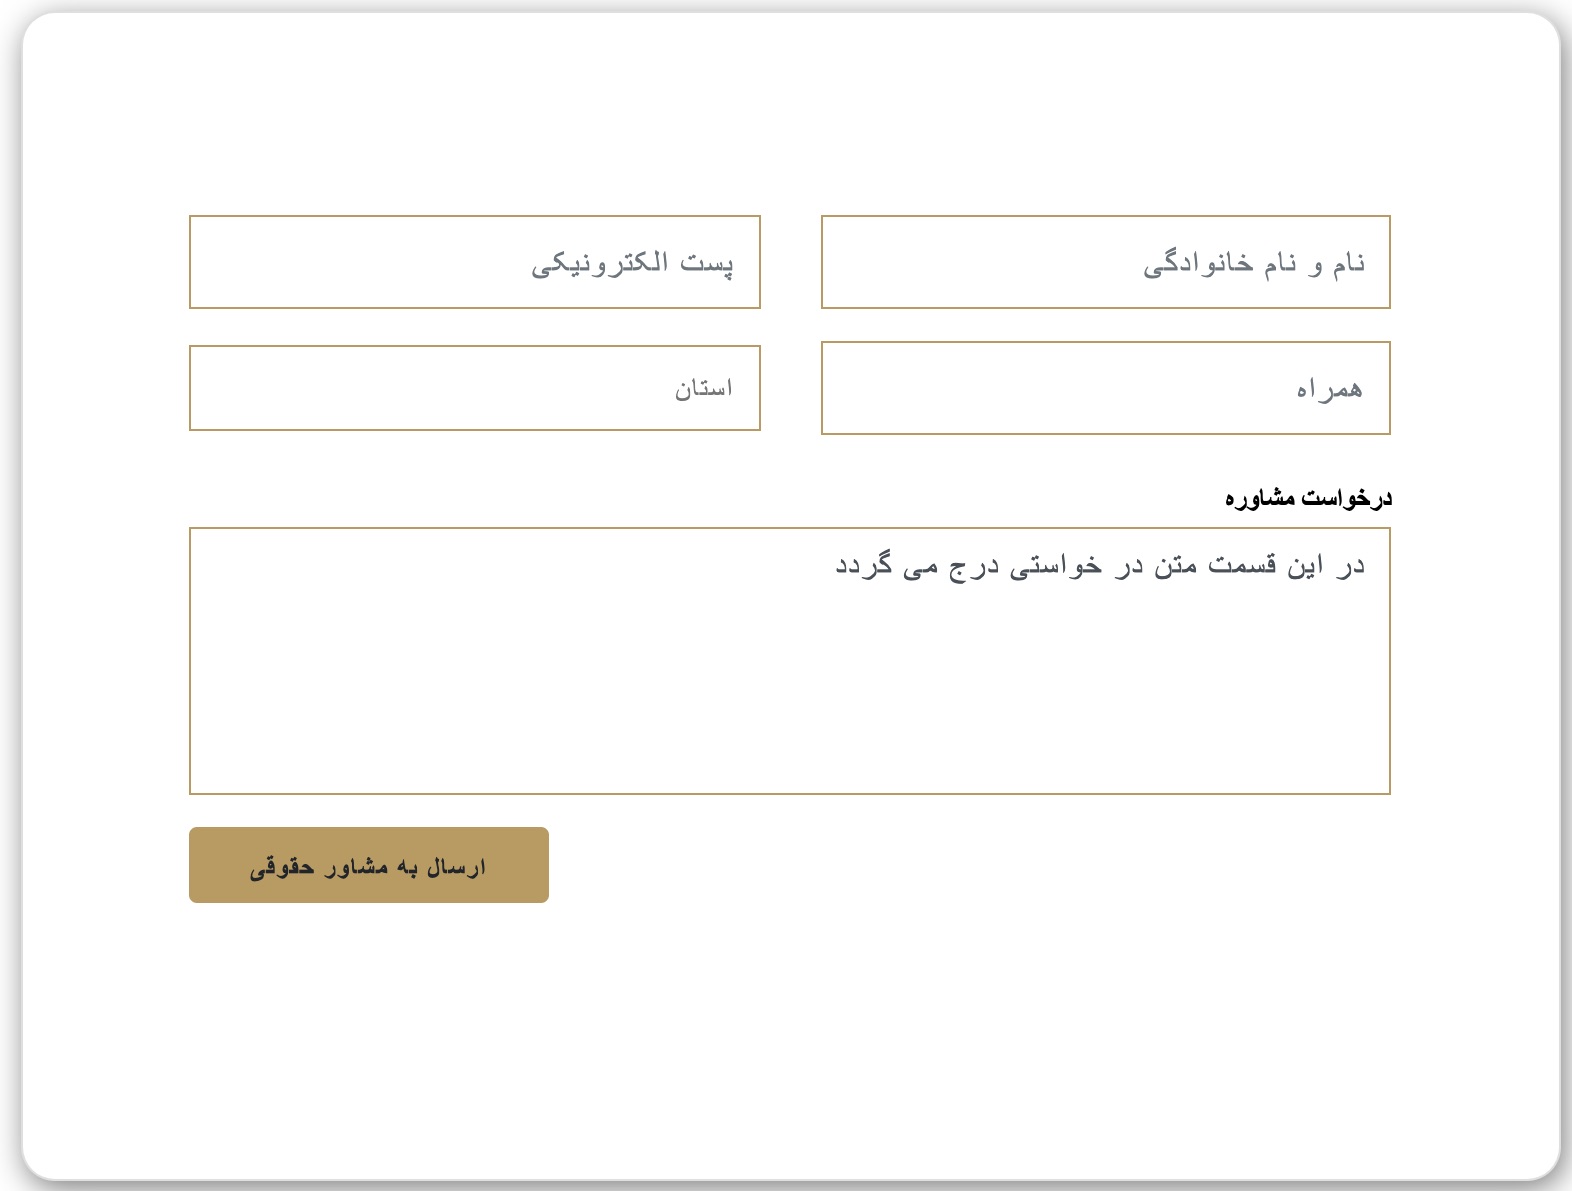 نام و نام خانوادگی
پست الکترونیکی
همراه
استان
درخواست مشاوره
در این قسمت متن در خواستی درج می گردد
ارسال به مشاور حقوقی